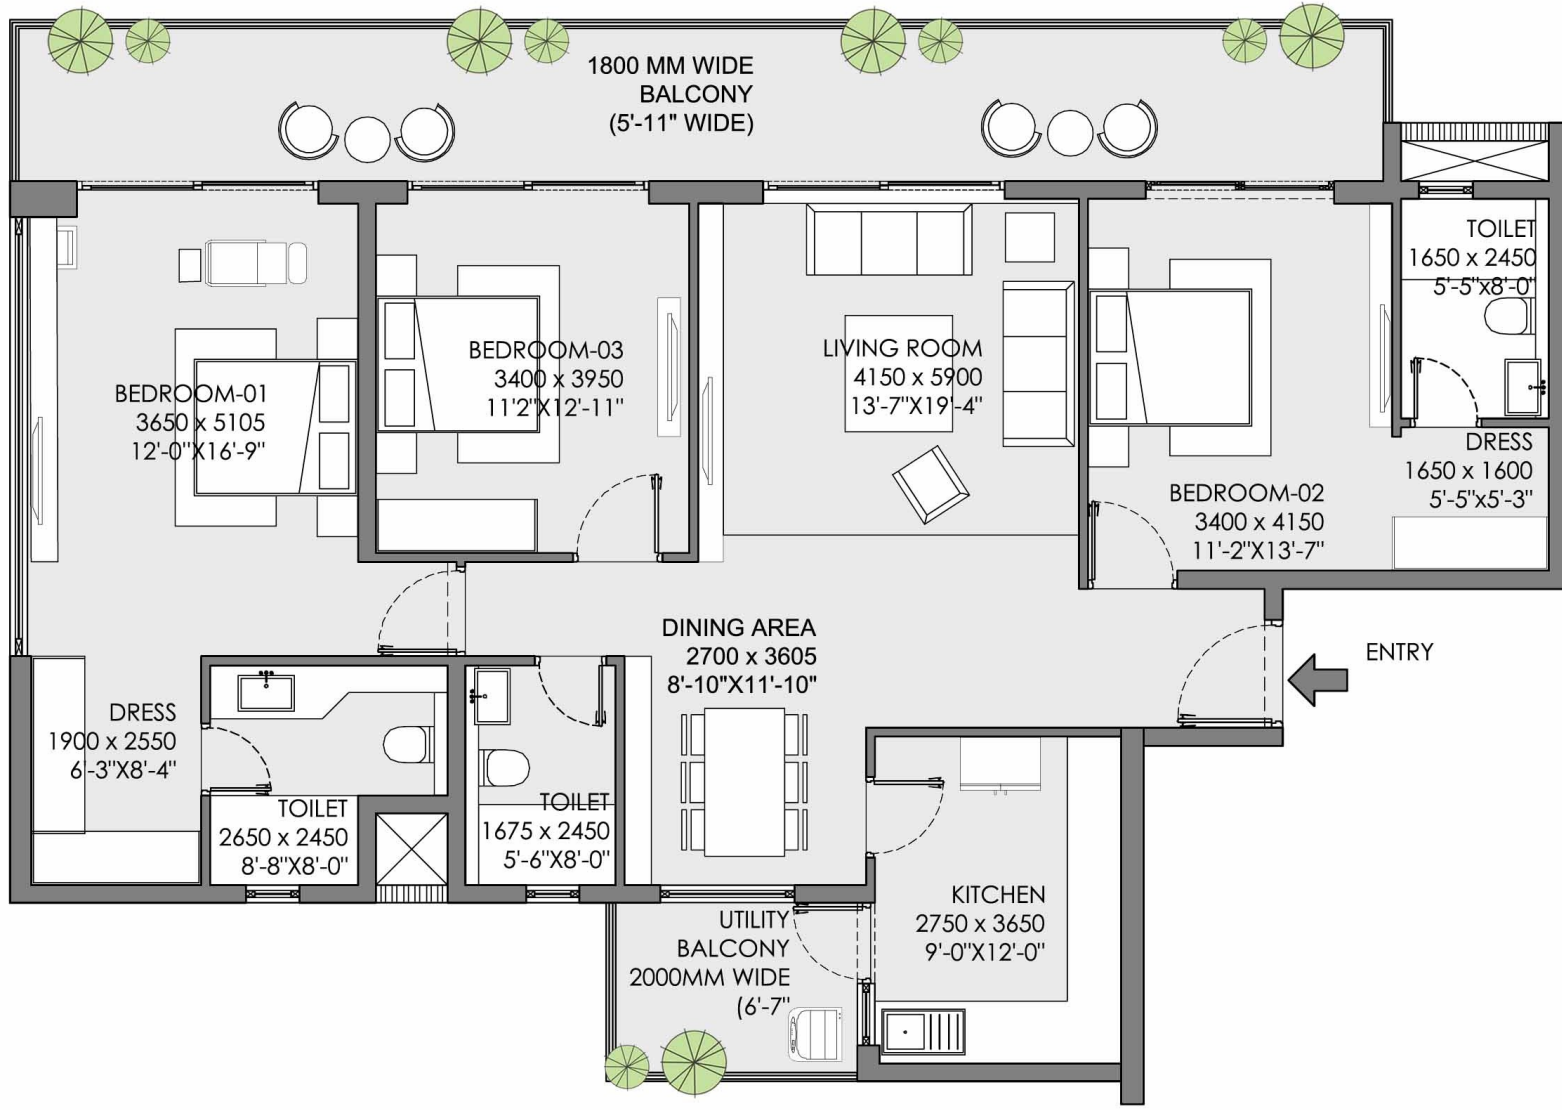 1800 MM WIDE
BALCONY
(5'-11" WIDE)
TOILET
1650 x 2450
5'-5"x8'-0"
BEDROOM-03
3400 x 3950
11'2"X12'-11"
LIVING ROOM
4150 x 5900
13'-7"X19'-4"
BEDROOM-01
3650 x 5105
12'-0"X16'-9"
DRESS
1650 x 1600
5'-5"x5'-3"
BEDROOM-02
3400 x 4150
11'-2"X13'-7"
DINING AREA
2700 x 3605
8'-10"X11'-10"
ENTRY
DRESS
1900 x 2550
6'-3"X8'-4"
TOILET
2650 x 2450
8'-8"X8'-0"
TOILET
1675 x 2450
5'-6"X8'-0"
KITCHEN
2750 x 3650
9'-0"X12'-0"
UTILITY
BALCONY
2000MM WIDE
(6'-7"